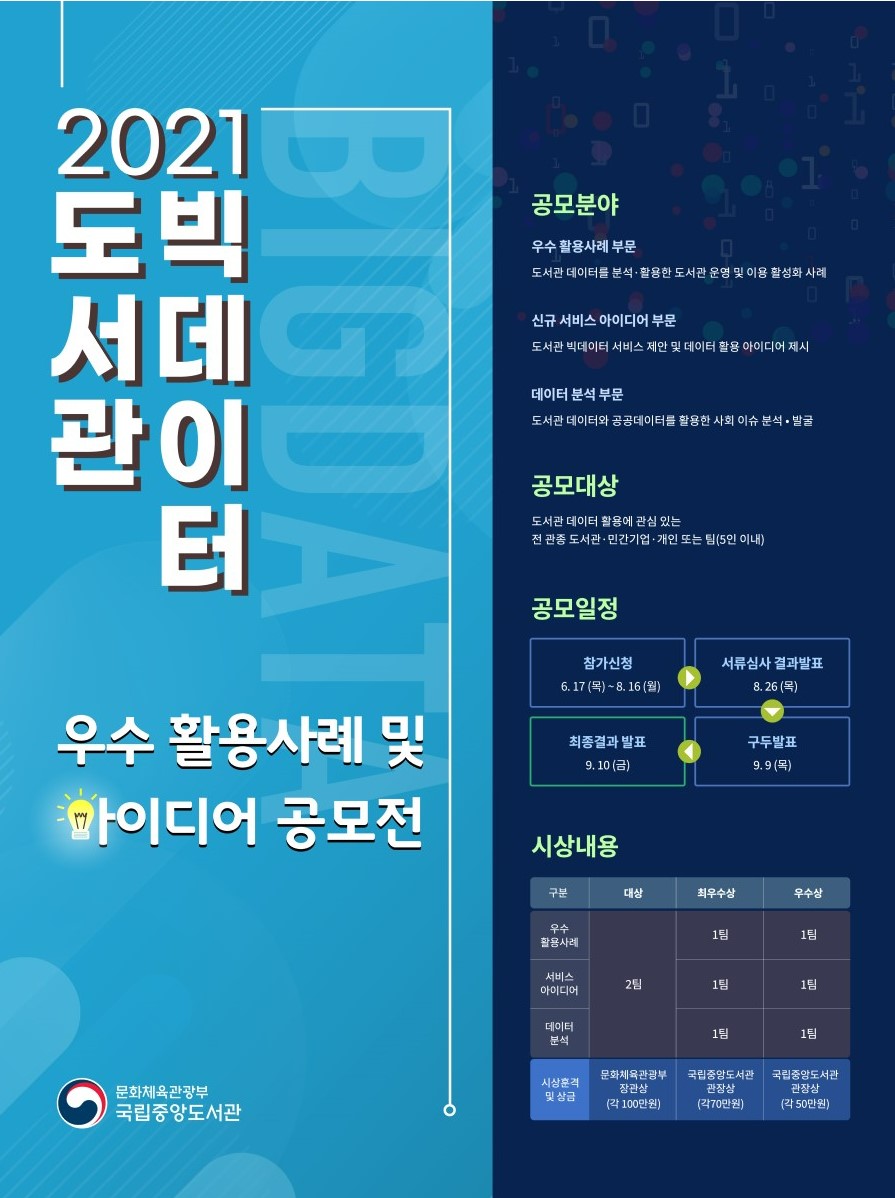 2021
도서관
빅데이터
BIGDATA
우수 활용사례 및
아이디어 공모전
문화체육관광부
국립중앙도서관
공모분야
우수 활용사례 부문
도서관 데이터를 분석·활용한 도서관 운영 및 이용 활성화 사례
신규 서비스 아이디어 부문
도서관 빅데이터 서비스 제안 및 데이터 활용 아이디어 제시
데이터 분석 부문
도서관 데이터와 공공데이터를 활용한 사회 이슈 분석 • 발굴
공모대상
도서관 데이터 활용에 관심 있는
전 관종 도서관·민간기업·개인 또는 팀(5인 이내)
공모일정
참가신청
6. 17 (목) ~ 8. 16 (월)
서류심사 결과발표
8. 26 (목)
구두발표
9. 9 (목)
최종결과 발표
9. 10 (금)
시상내용
구분 대상 최우수상 우수상
우수
활용사례
1팀 1팀
서비스
아이디어
2팀 1팀 1팀
데이터
분석
1팀 1팀
시상훈격
및 상금
문화체육관광부
장관상
(각 100만원)
국립중앙도서관
관장상
(각70만원)
국립중앙도서관
관장상
(각 50만원)